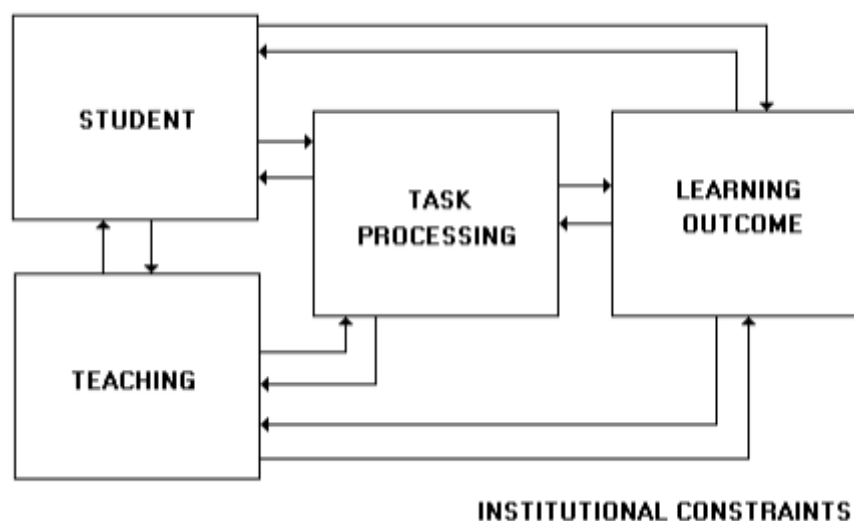 STUDENT
TASK
PROCESSING
LEARNING
OUTCOME
TEACHING
INSTITUTIONAL CONSTRAINTS